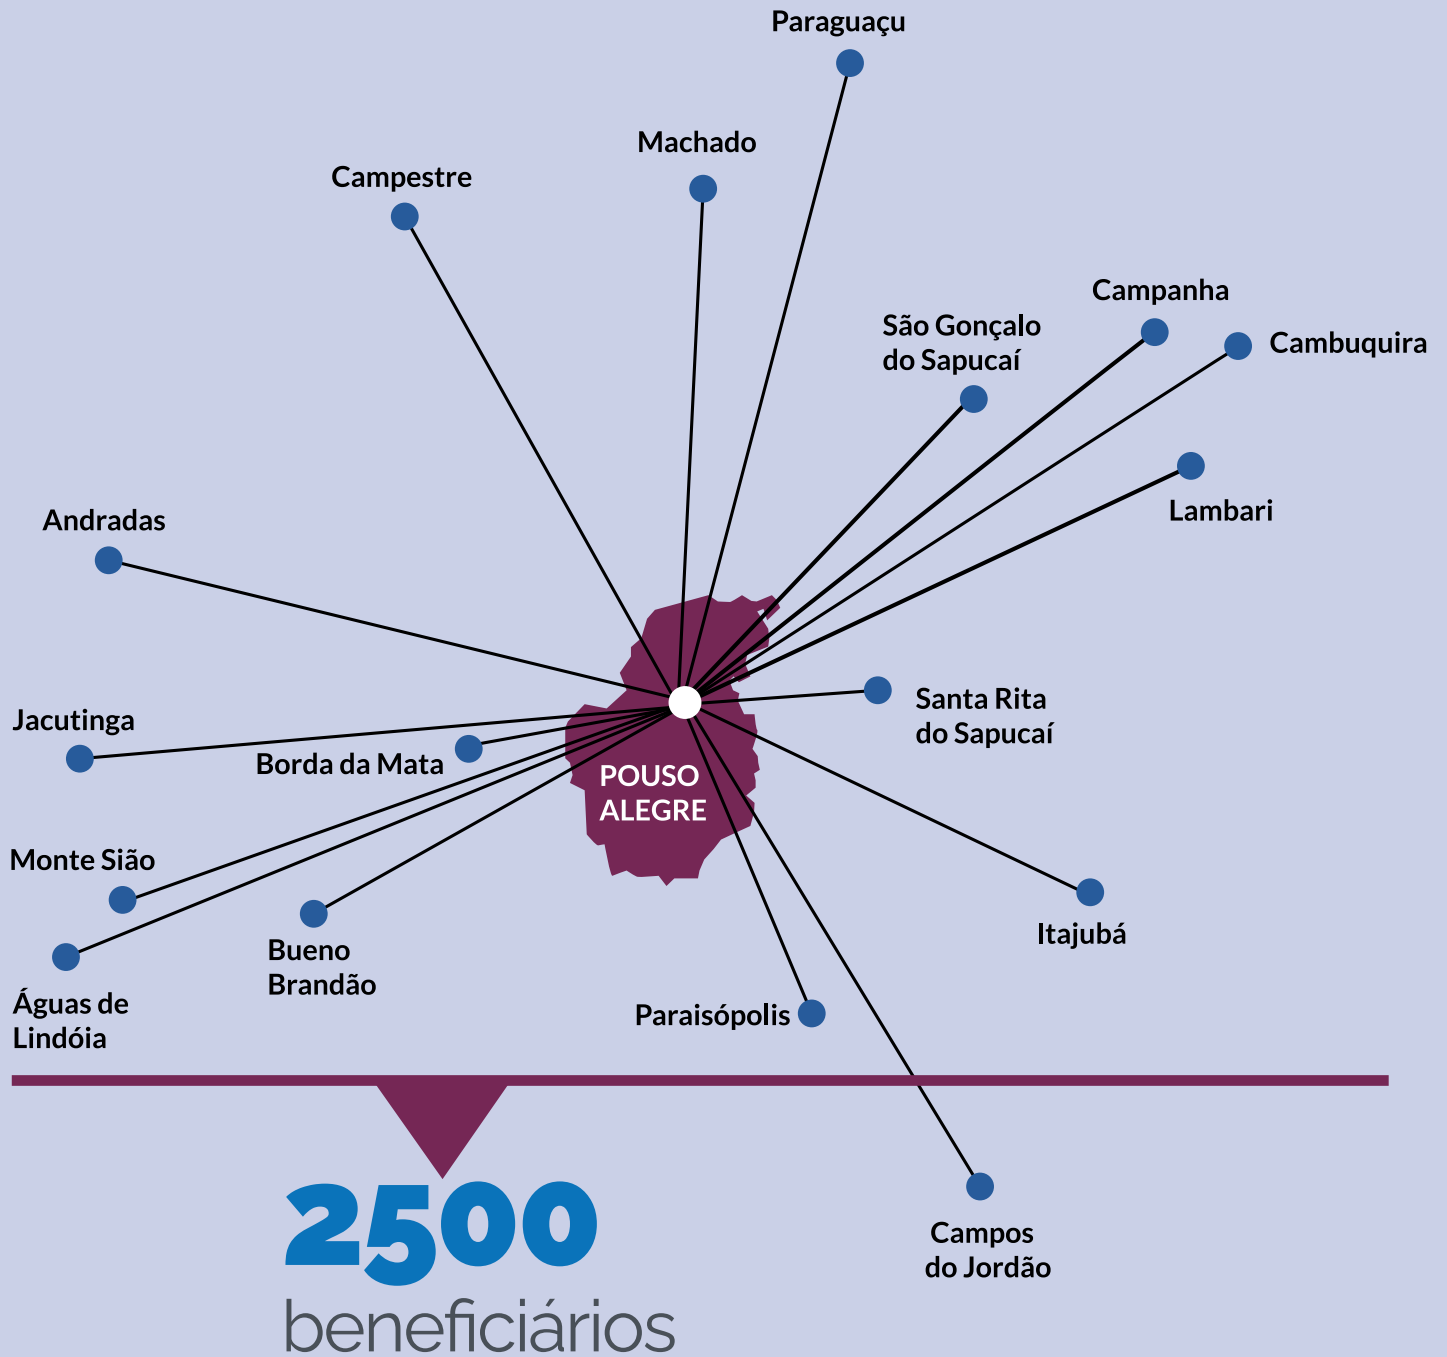 Paraguaçu
Machado
Campestre
Campanha
São Gonçalo
do Sapucaí
Cambuquira
Lambari
Andradas
Santa Rita
do Sapucaí
Jacutinga
Borda da Mata
POUSO
ALEGRE
Monte Sião
Itajubá
Bueno
Brandão
Águas de
Lindóia
Paraisópolis
Campos
do Jordão
2500
beneficiários